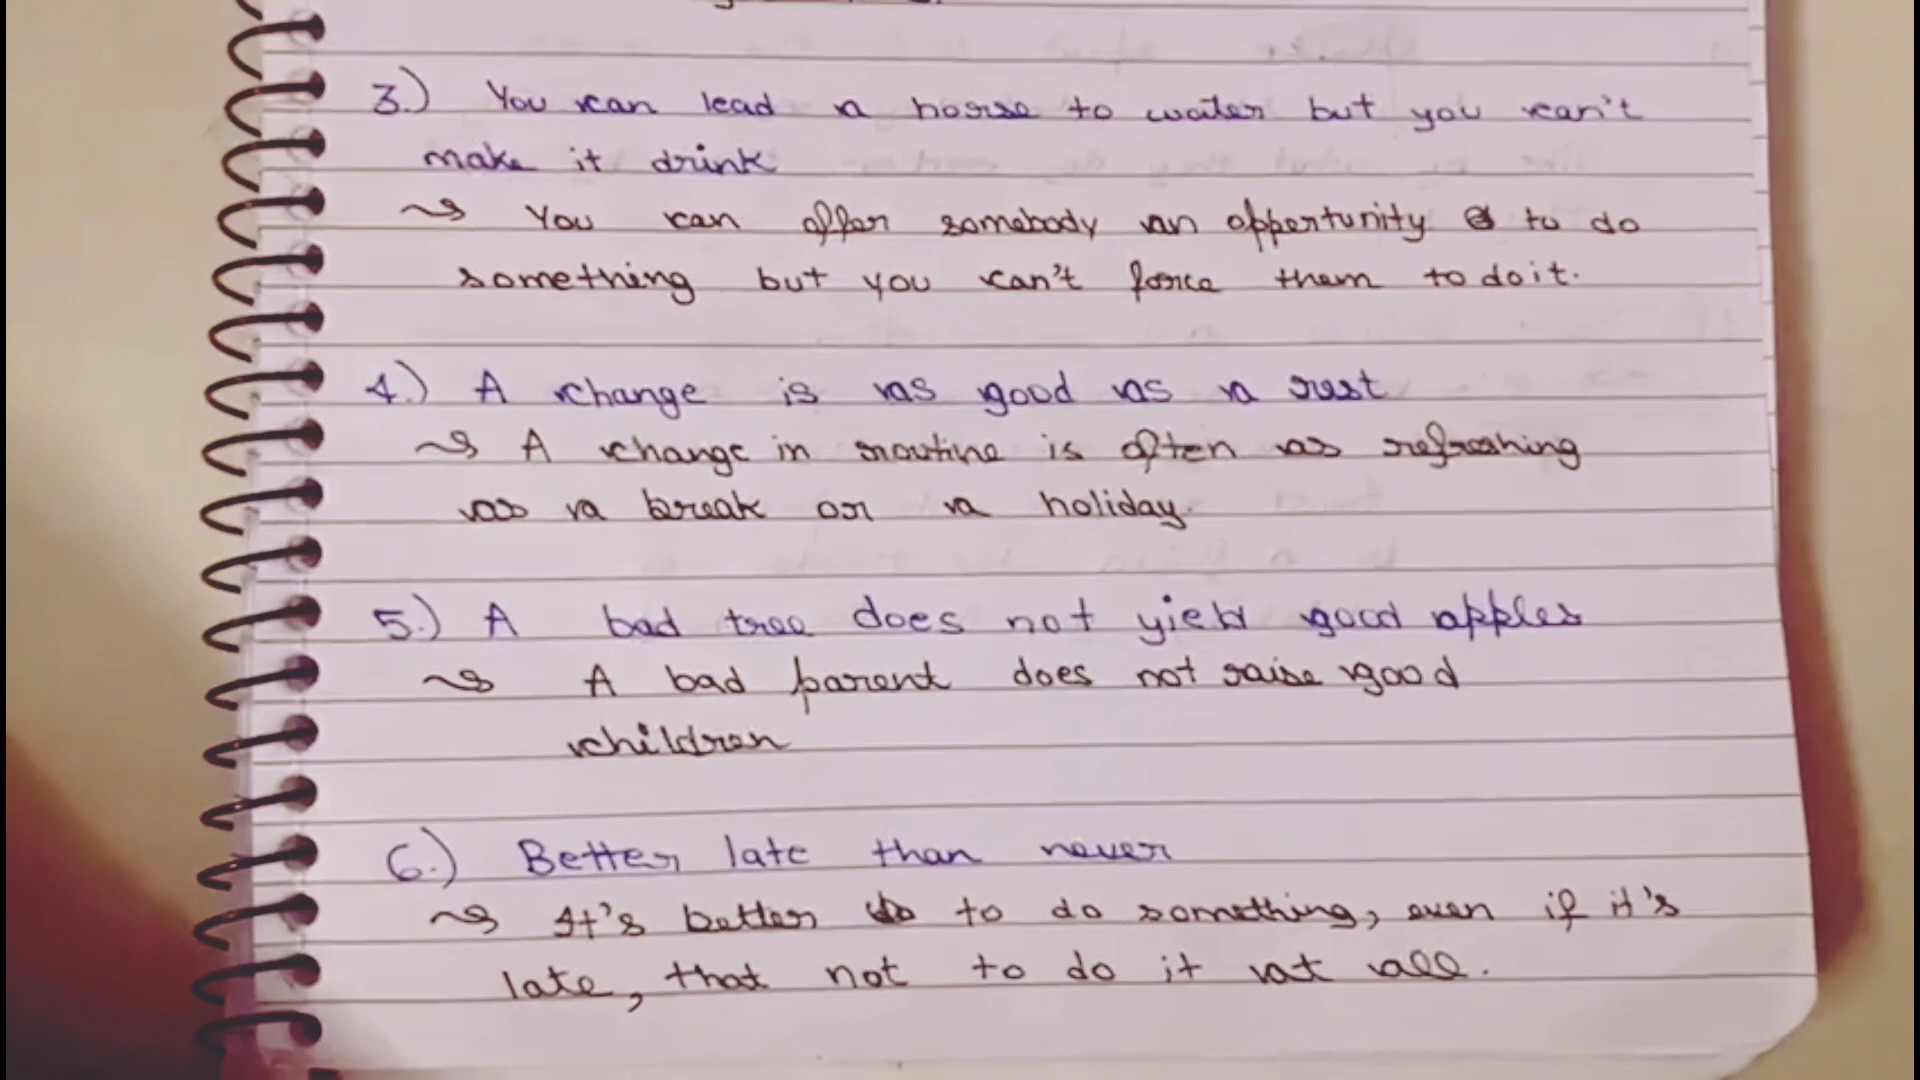 3.) You can lead a horse to water but you can't
make it drink
~> You can offer somebody an opportunity to do
something but you can't force them to do it.
4.) A change is as good as a rest
~> A change in routine is often as refreshing
as a break or a holiday.
5.) A bad tree does not yield good apples
~> A bad parent does not raise good
children
6.) Better late than never
~> It's better to do something, even if it's
late, that not to do it at all.